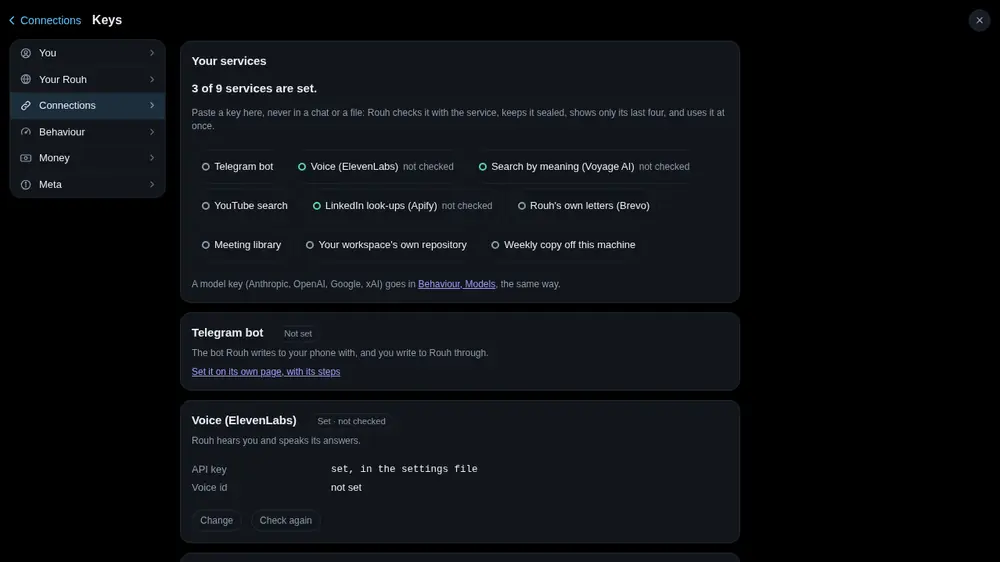 Connections Keys
You
Your Rouh
Connections
Behaviour
Money
Meta
Your services
3 of 9 services are set.
Paste a key here, never in a chat or a file: Rouh checks it with the service, keeps it sealed, shows only its last four, and uses it at
once.
Telegram bot Voice (ElevenLabs) not checked Search by meaning (Voyage AI) not checked
YouTube search LinkedIn look-ups (Apify) not checked Rouh's own letters (Brevo)
Meeting library Your workspace's own repository Weekly copy off this machine
A model key (Anthropic, OpenAI, Google, xAI) goes in Behaviour, Models, the same way.
Telegram bot Not set
The bot Rouh writes to your phone with, and you write to Rouh through.
Set it on its own page, with its steps
Voice (ElevenLabs) Set · not checked
Rouh hears you and speaks its answers.
API key set, in the settings file
Voice id not set
Change Check again